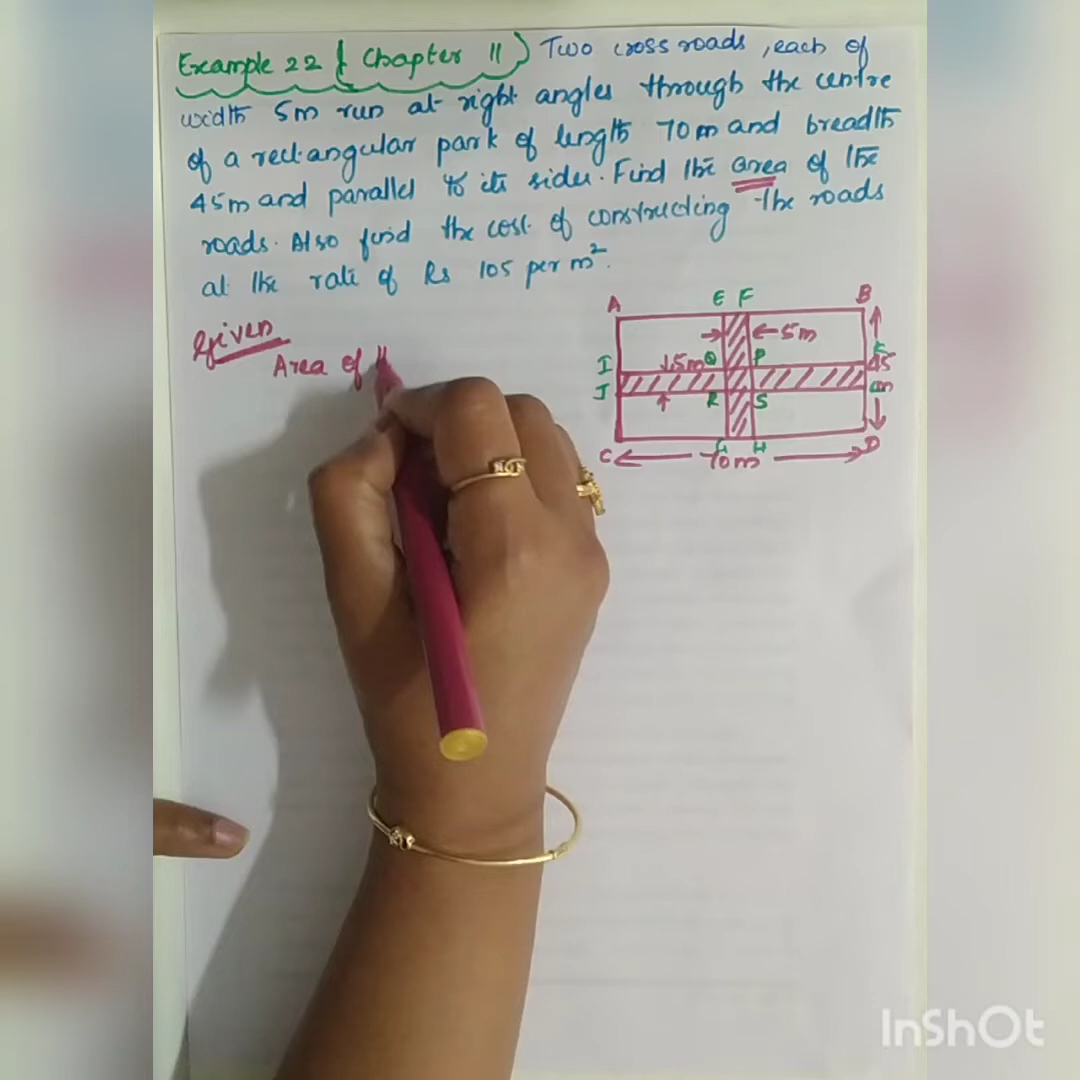 Example 22 { Chapter 11 } Two cross roads, each of
width 5m run at right angles through the centre
of a rectangular park of length 70m and breadth
45m and parallel to its sides. Find the area of the
roads. Also find the cost of constructing the roads
at the rate of Rs 105 per m².
Given
Area of
A E F B
5m
I 5m Q P
45
J R S m
C G H D
70m
InShOt